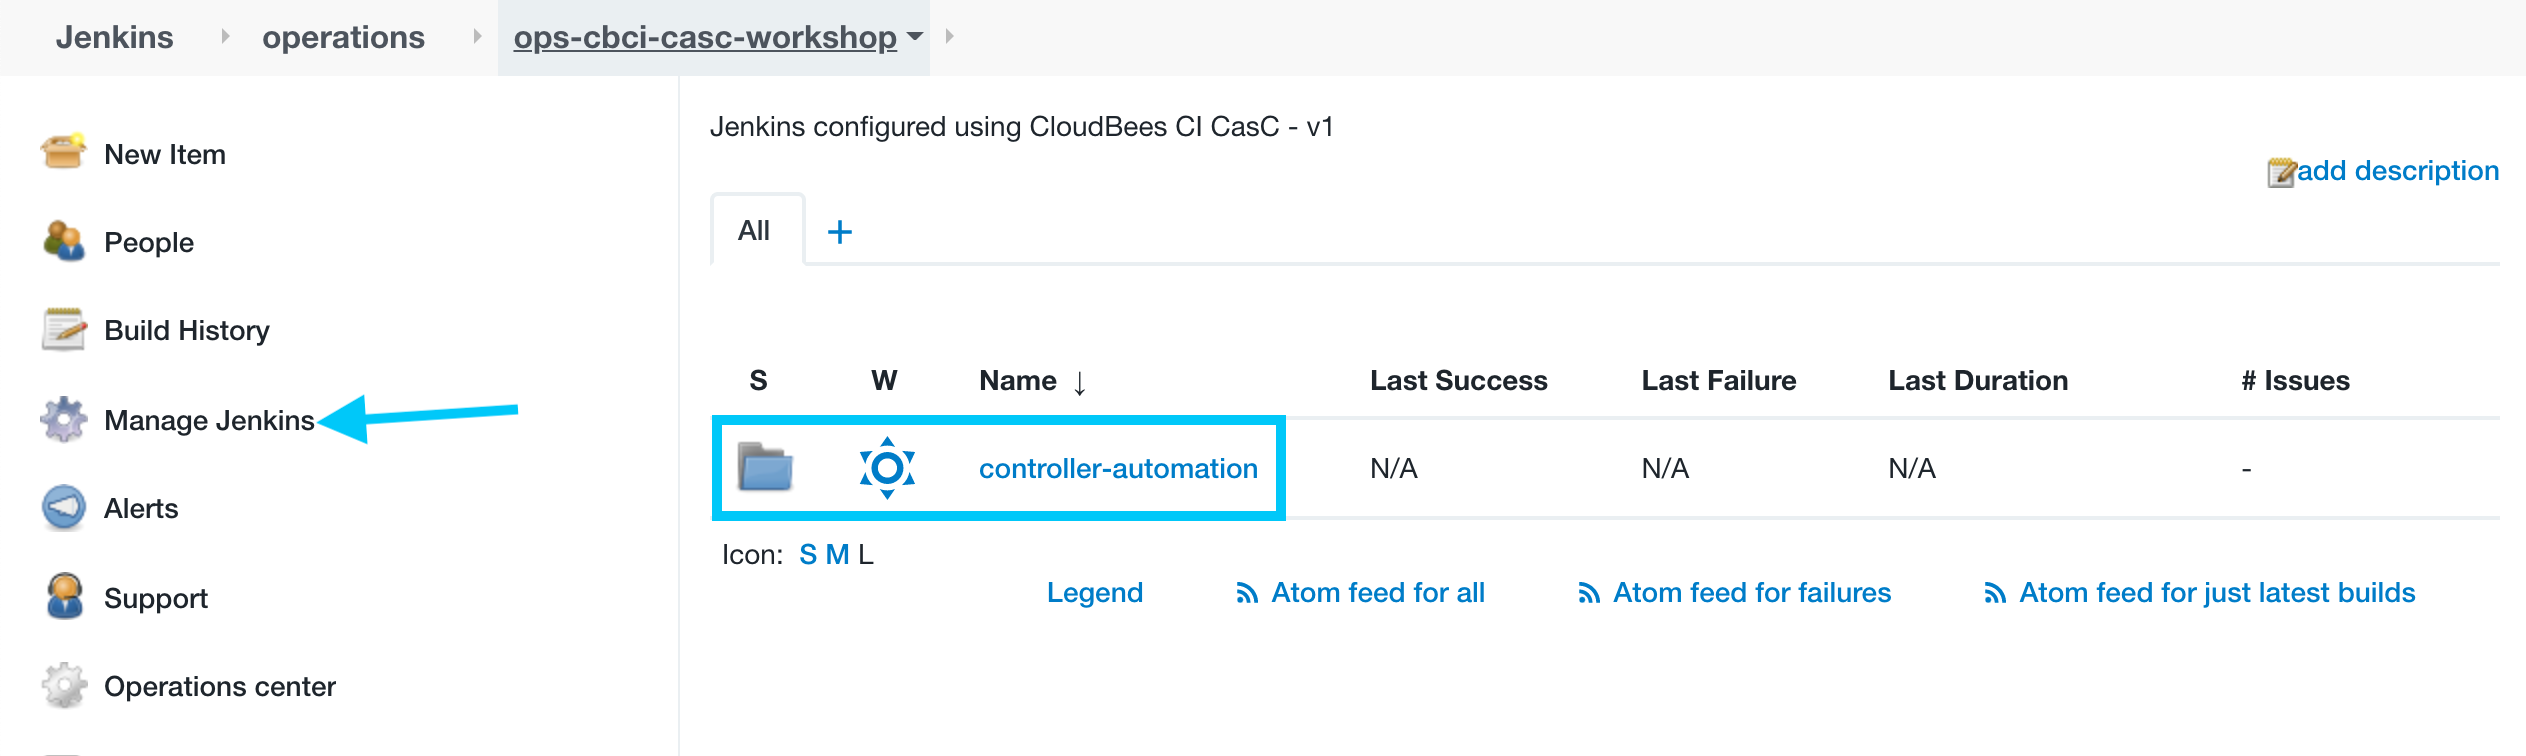 Jenkins operations ops-cbci-casc-workshop
New Item
People
Build History
Manage Jenkins
Alerts
Support
Operations center
Jenkins configured using CloudBees CI CasC - v1
add description
All +
S W Name ↓ Last Success Last Failure Last Duration # Issues
controller-automation N/A N/A N/A -
Icon: S M L
Legend Atom feed for all Atom feed for failures Atom feed for just latest builds